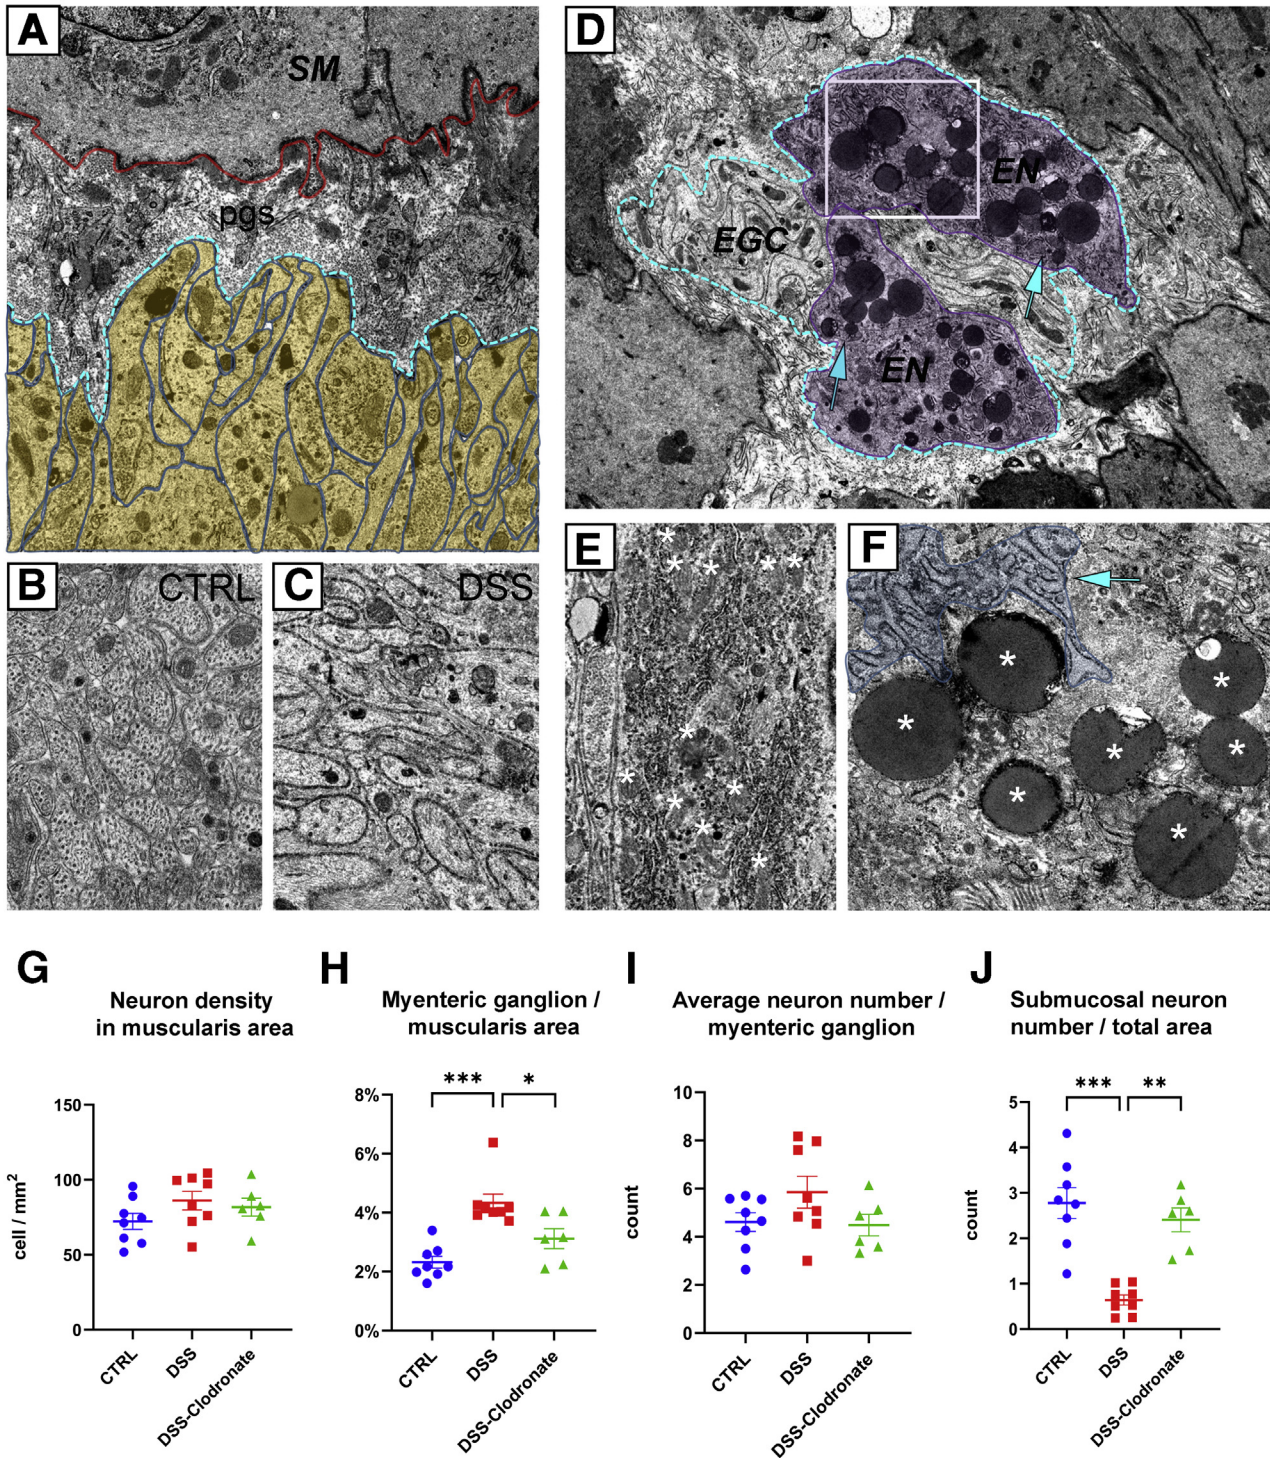 A
SM
pgs
B
CTRL
C
DSS
D
EN
EGC
EN
E
* * * * *
* * * * * *
F
* * * * * * * *
G
Neuron density
in muscularis area
cell / mm²
150
100
50
0
CTRL
DSS
DSS-Clodronate
H
Myenteric ganglion /
muscularis area
*** *
8%
6%
4%
2%
0%
CTRL
DSS
DSS-Clodronate
I
Average neuron number /
myenteric ganglion
count
10
8
6
4
2
0
CTRL
DSS
DSS-Clodronate
J
Submucosal neuron
number / total area
*** **
count
5
4
3
2
1
0
CTRL
DSS
DSS-Clodronate